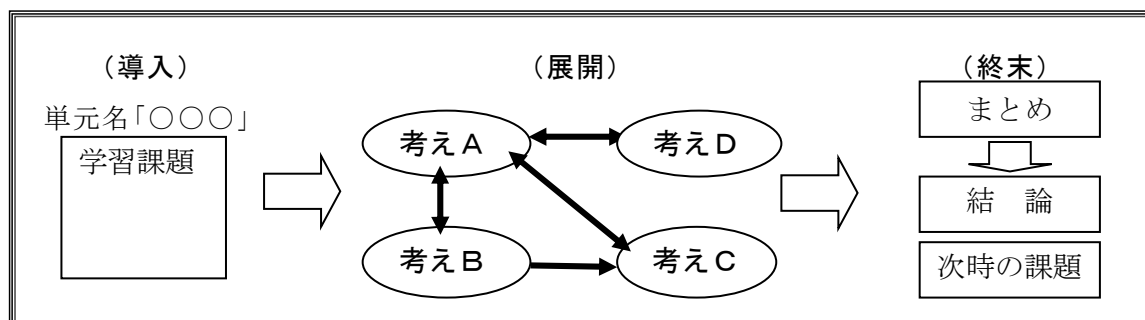 （導入）
単元名「○○○」
学習課題
（展開）
考えA
考えD
考えB
考えC
（終末）
まとめ
結　論
次時の課題